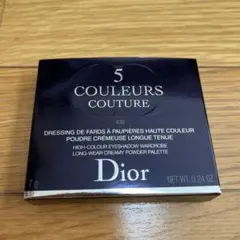 5
COULEURS
COUTURE
DRESSING DE FARDS À PAUPIÈRES HAUTE COULEUR
POUDRE CRÉMEUSE LONGUE TENUE
HIGH-COLOUR EYESHADOW WARDROBE
LONG-WEAR CREAMY POWDER PALETTE
Dior
7 g
NET WT. 0.24 OZ